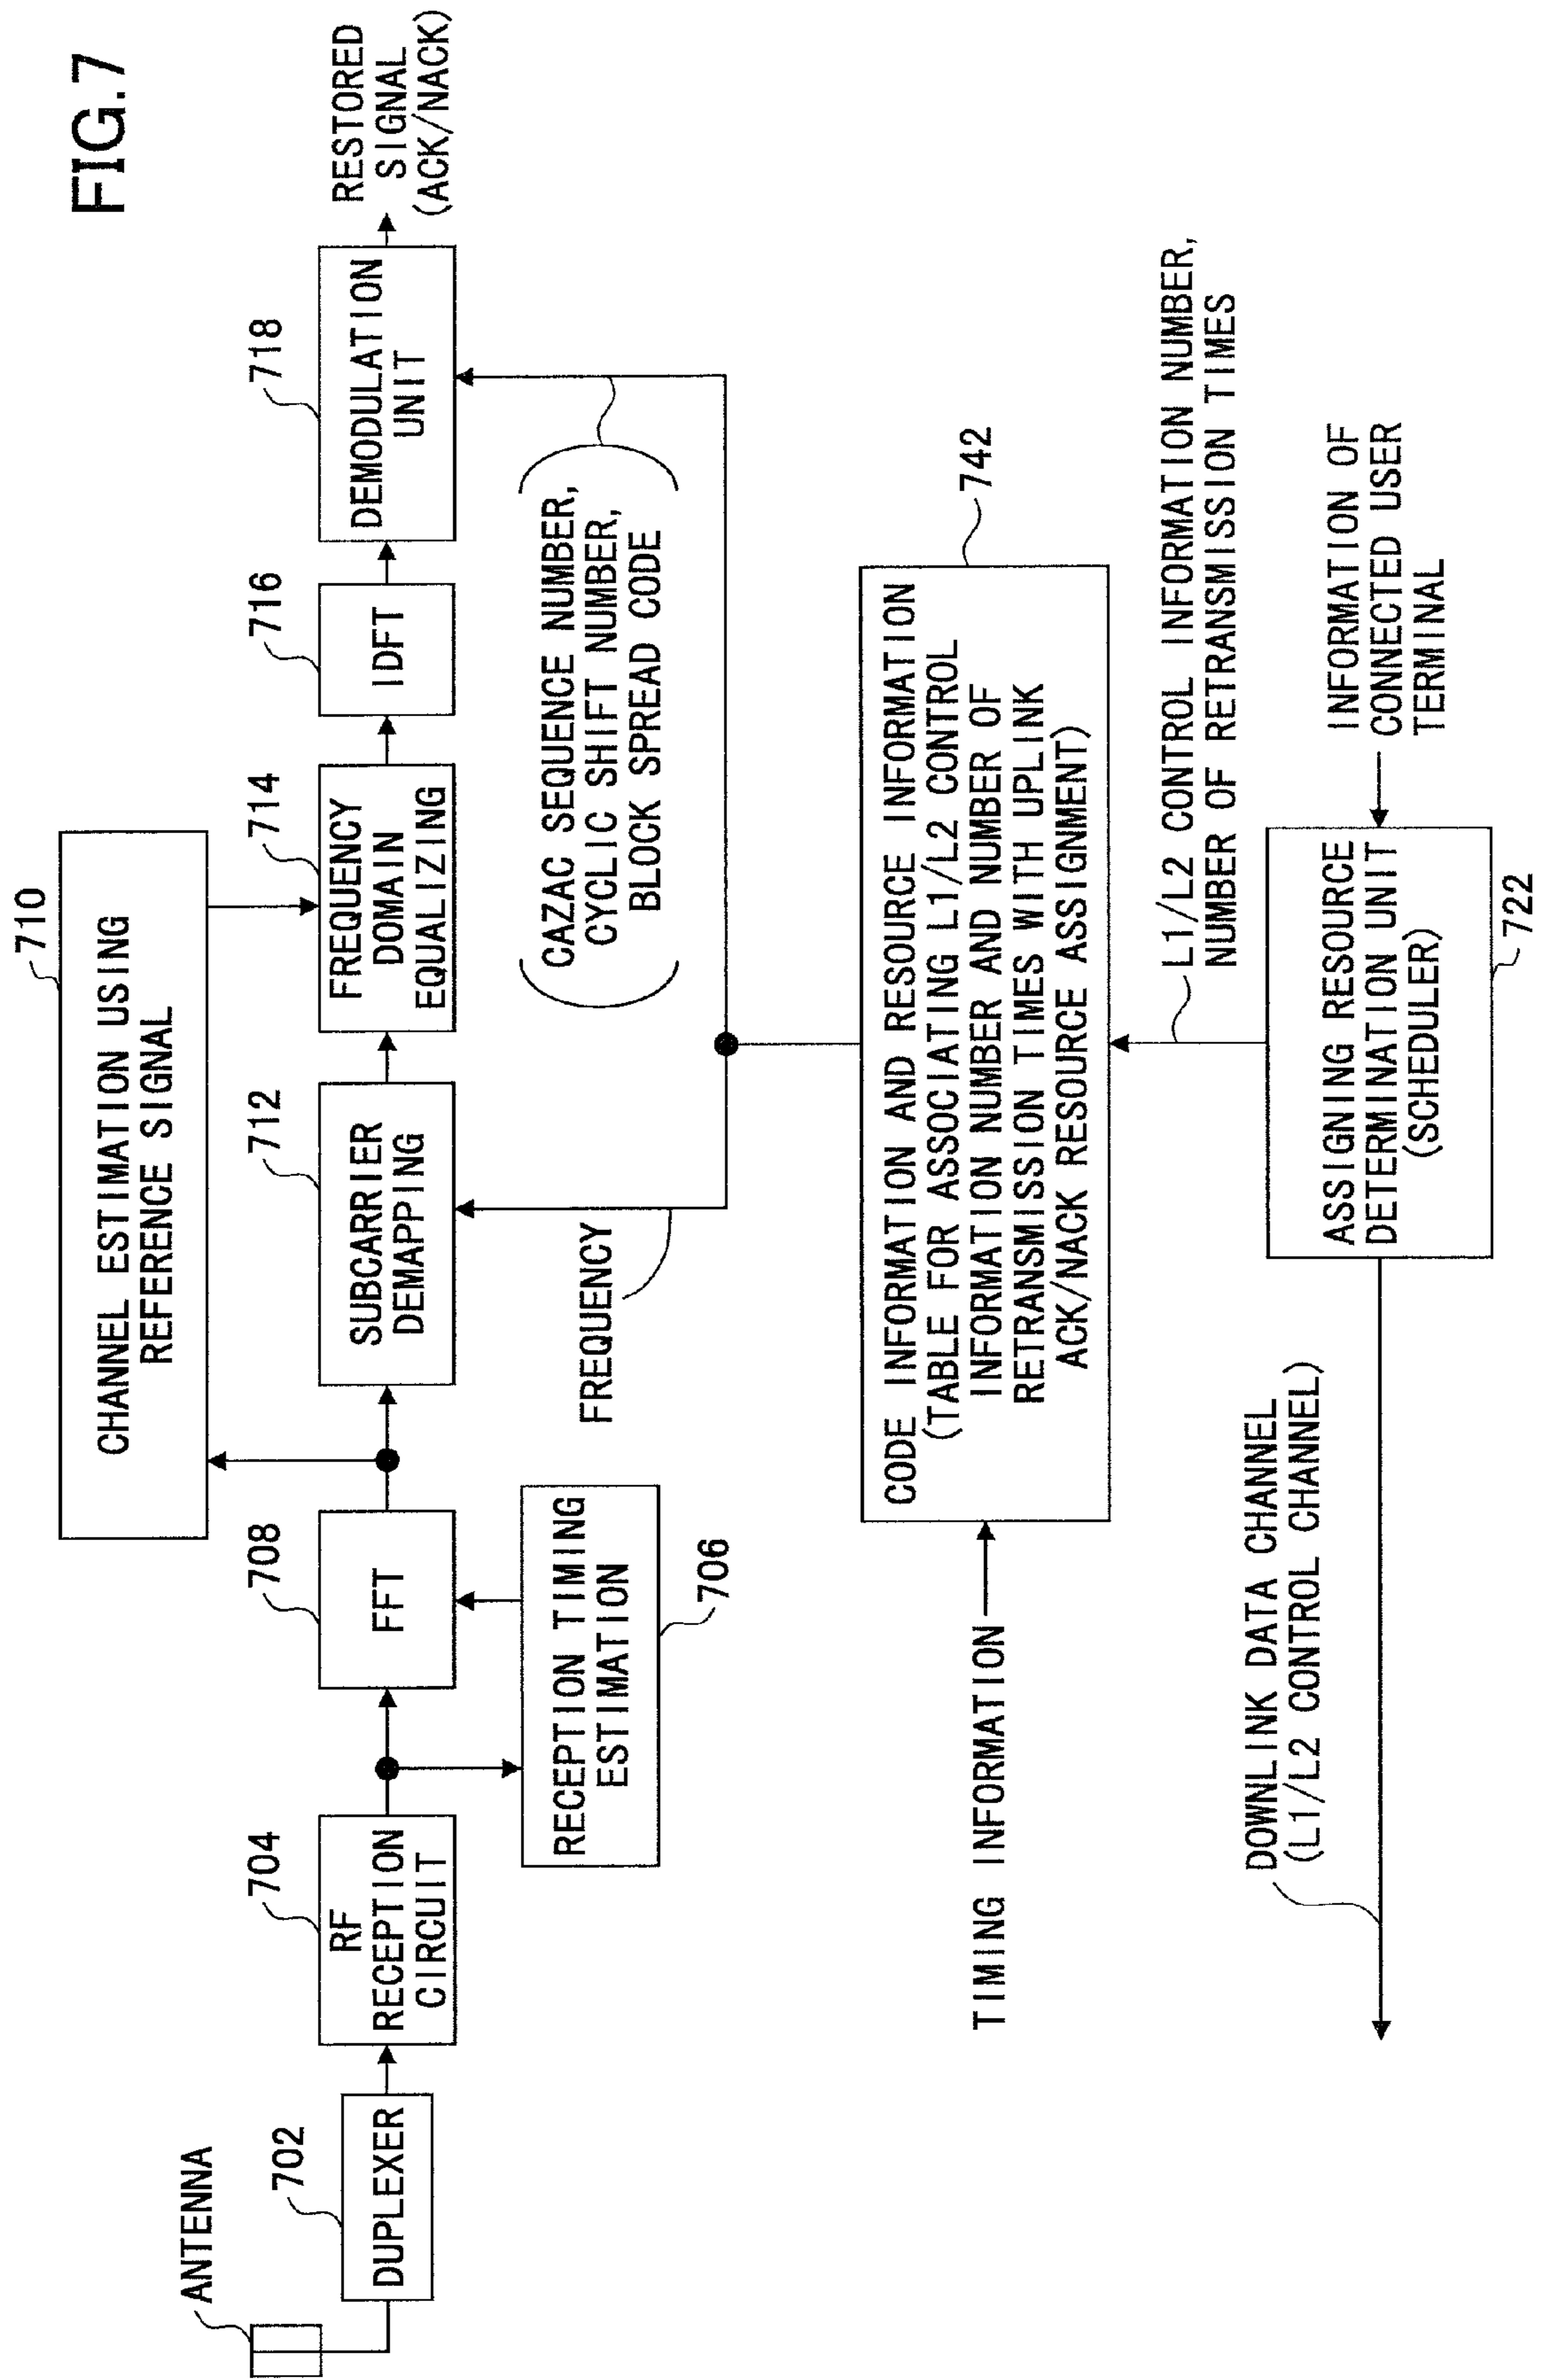 FIG.7
710
CHANNEL ESTIMATION USING
REFERENCE SIGNAL
ANTENNA
702
DUPLEXER
704
RF
RECEPTION
CIRCUIT
708
FFT
712
SUBCARRIER
DEMAPPING
714
FREQUENCY
DOMAIN
EQUALIZING
716
IDFT
718
DEMODULATION
UNIT
RESTORED
SIGNAL
(ACK/NACK)
RECEPTION TIMING
ESTIMATION
706
FREQUENCY
CAZAC SEQUENCE NUMBER,
CYCLIC SHIFT NUMBER,
BLOCK SPREAD CODE
742
TIMING INFORMATION
CODE INFORMATION AND RESOURCE INFORMATION
(TABLE FOR ASSOCIATING L1/L2 CONTROL
INFORMATION NUMBER AND NUMBER OF
RETRANSMISSION TIMES WITH UPLINK
ACK/NACK RESOURCE ASSIGNMENT)
L1/L2 CONTROL INFORMATION NUMBER,
NUMBER OF RETRANSMISSION TIMES
DOWNLINK DATA CHANNEL
(L1/L2 CONTROL CHANNEL)
ASSIGNING RESOURCE
DETERMINATION UNIT
(SCHEDULER)
722
INFORMATION OF
CONNECTED USER
TERMINAL